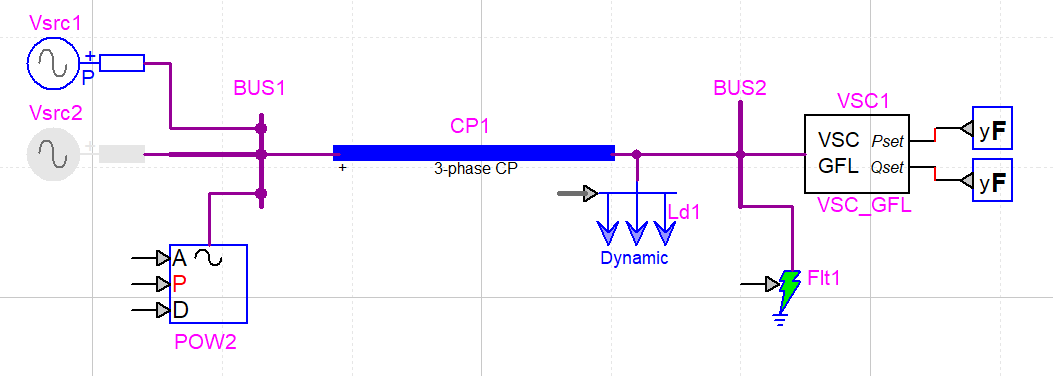 Vsrc1
+
P
Vsrc2
+
BUS1
CP1
+
3-phase CP
BUS2
VSC1
VSC
GFL
Pset
Qset
yF
yF
VSC_GFL
Ld1
Dynamic
Flt1
A
P
D
POW2